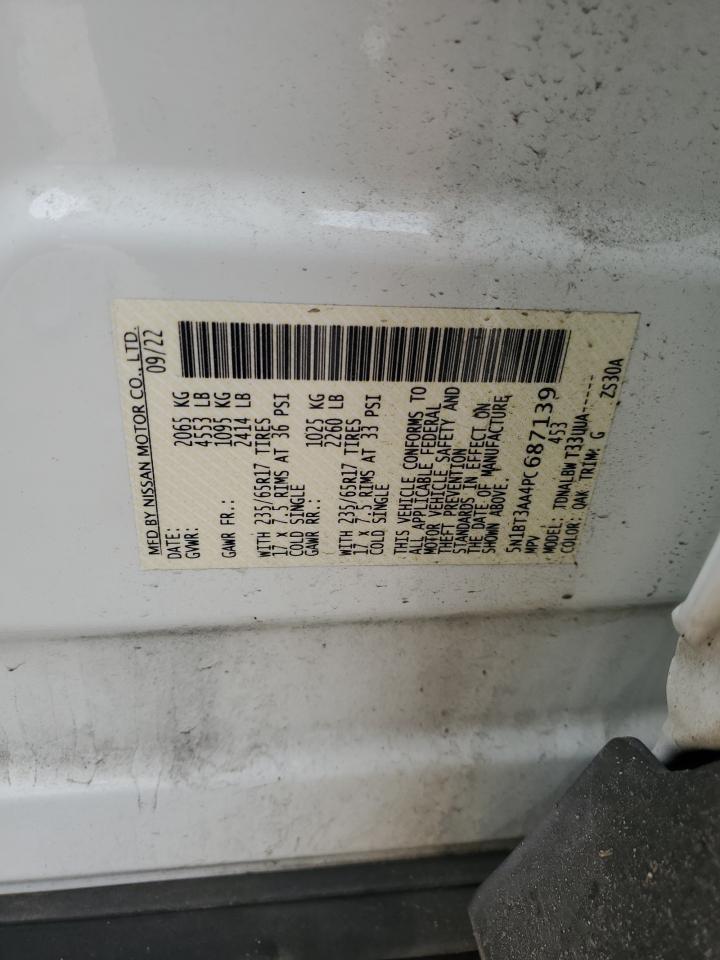 MFD BY NISSAN MOTOR CO., LTD.
DATE: 09/22
GVWR: 2065 KG
4553 LB
GAWR FR.: 1095 KG
2414 LB
WITH 235/65R17 TIRES
17 X 7.5 RIMS AT 36 PSI
COLD SINGLE
GAWR RR.: 1025 KG
2260 LB
WITH 235/65R17 TIRES
17 X 7.5 RIMS AT 33 PSI
COLD SINGLE
THIS VEHICLE CONFORMS TO
ALL APPLICABLE FEDERAL
MOTOR VEHICLE SAFETY AND
THEFT PREVENTION
STANDARDS IN EFFECT ON
THE DATE OF MANUFACTURE
SHOWN ABOVE.
5N1BT3AA4PC687139
MPV 453
MODEL: TDNALBW T33UUA-----
COLOR: QAK TRIM: G ZS30A